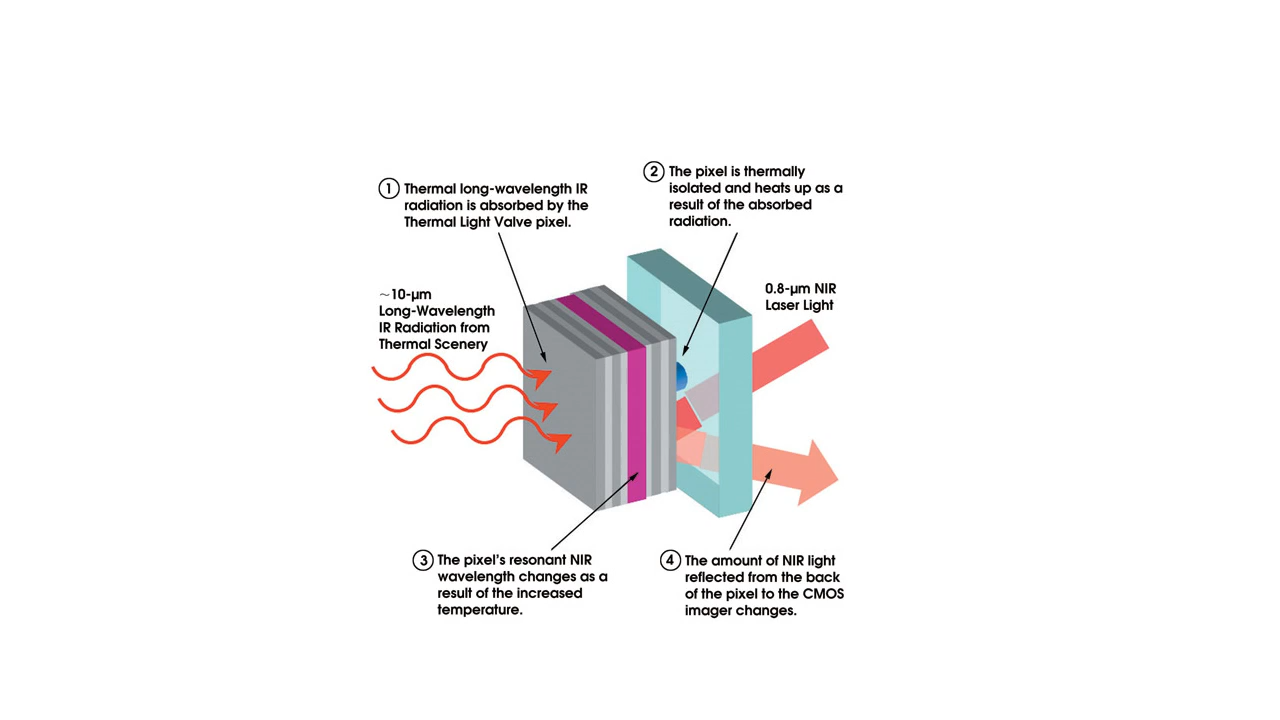 ① Thermal long-wavelength IR
radiation is absorbed by the
Thermal Light Valve pixel.
② The pixel is thermally
isolated and heats up as a
result of the absorbed
radiation.
~10-µm
Long-Wavelength
IR Radiation from
Thermal Scenery
0.8-µm NIR
Laser Light
③ The pixel's resonant NIR
wavelength changes as a
result of the increased
temperature.
④ The amount of NIR light
reflected from the back
of the pixel to the CMOS
imager changes.